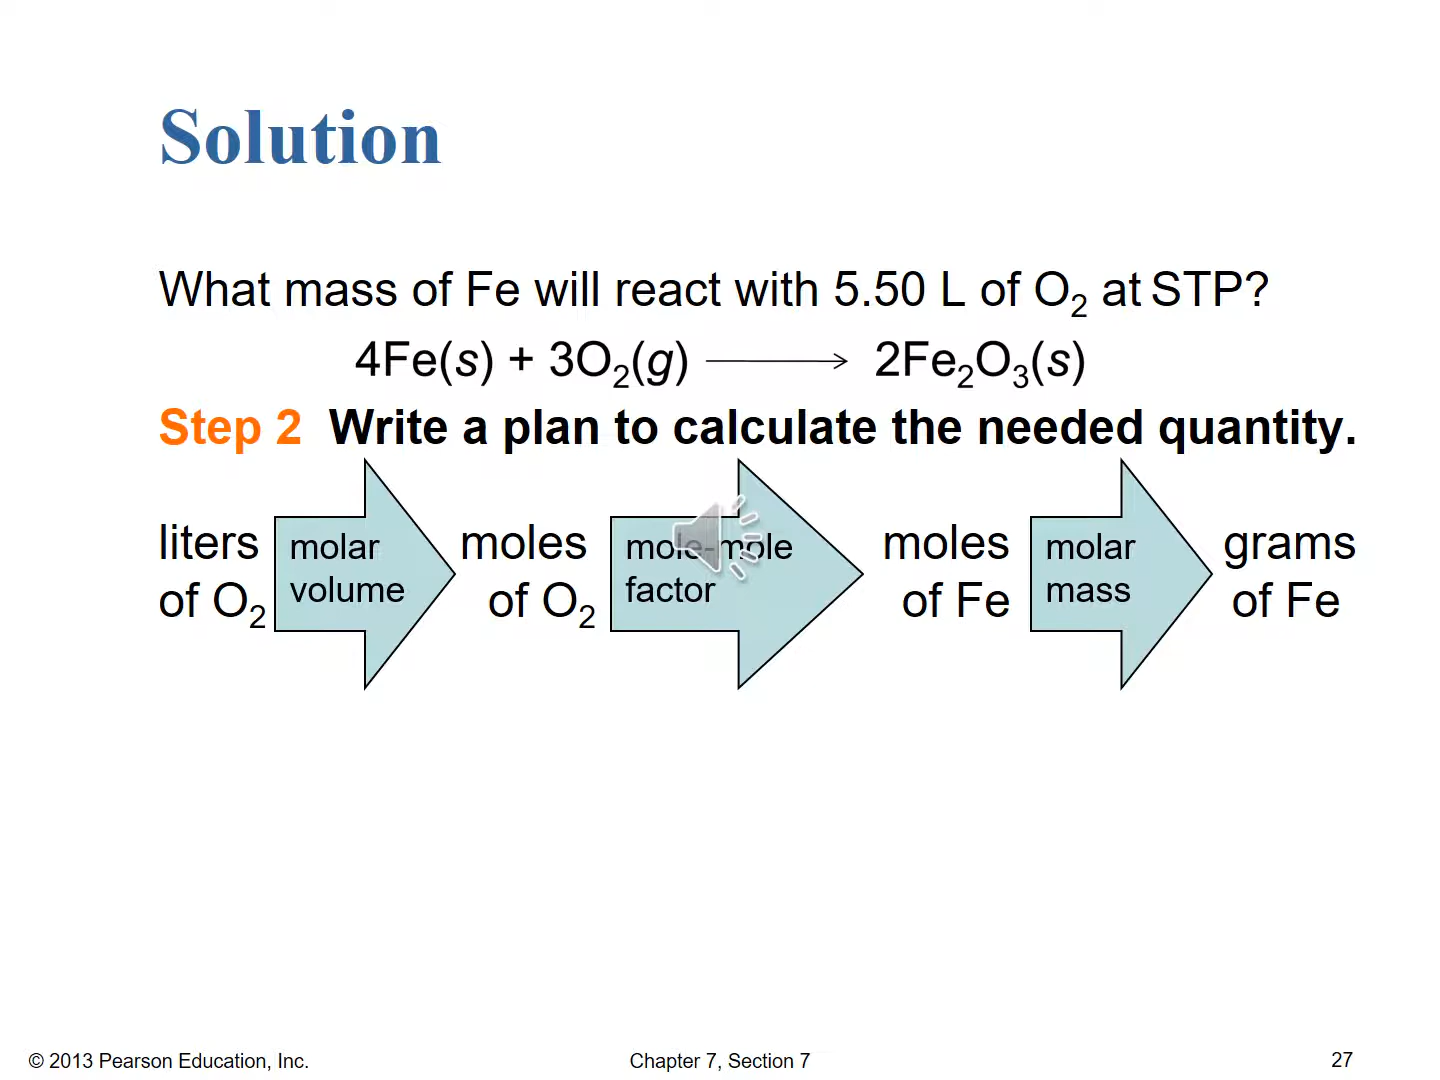 Solution
What mass of Fe will react with 5.50 L of O₂ at STP?
4Fe(s) + 3O₂(g) ⟶ 2Fe₂O₃(s)
Step 2 Write a plan to calculate the needed quantity.
liters of O₂
molar volume
moles of O₂
mole-mole factor
moles of Fe
molar mass
grams of Fe
© 2013 Pearson Education, Inc.
Chapter 7, Section 7
27